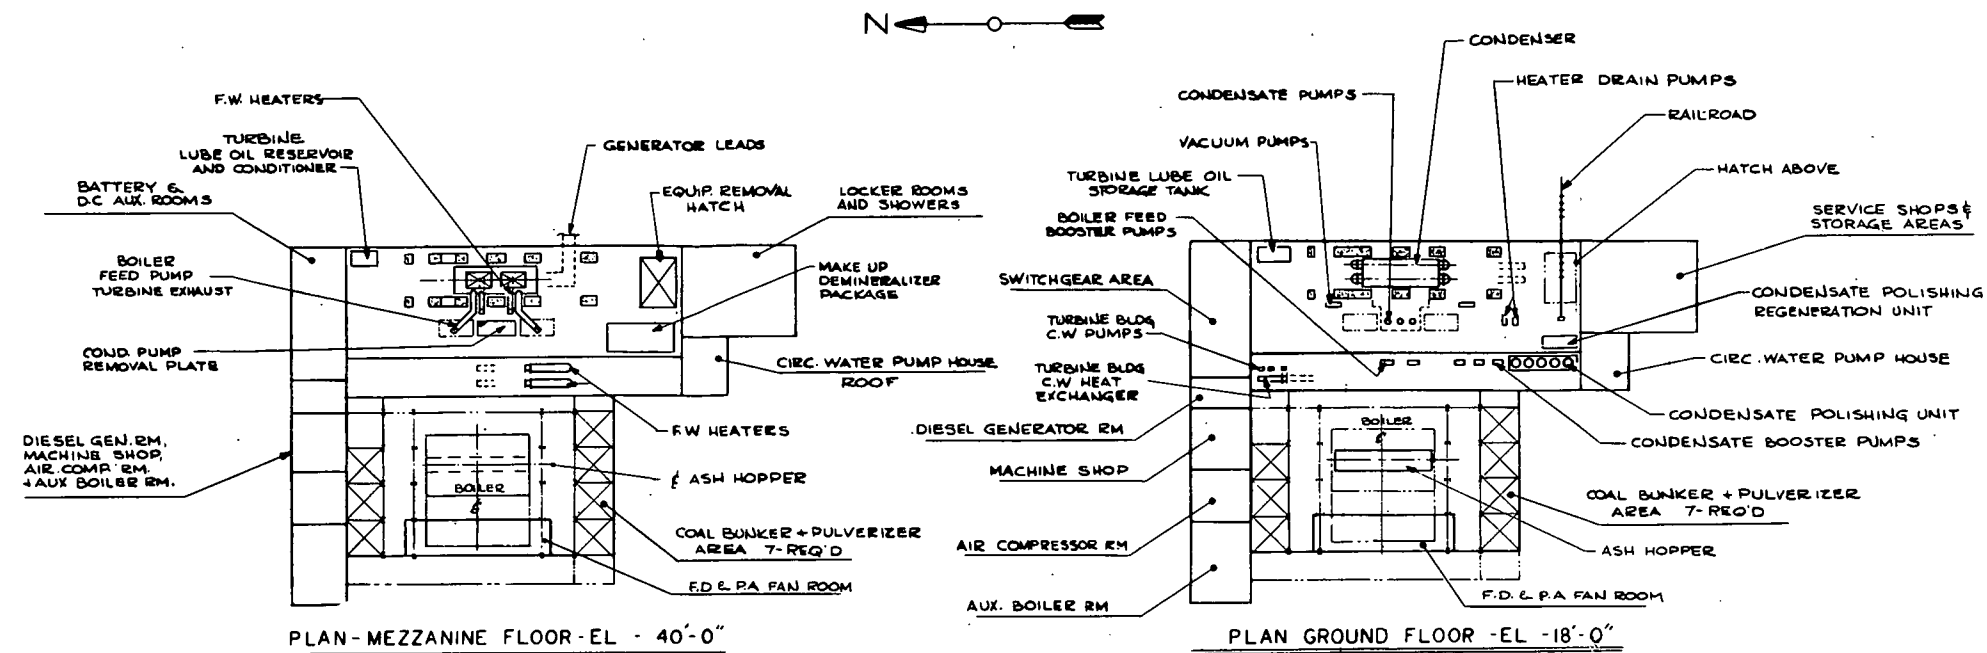 N
F.W. HEATERS
TURBINE
LUBE OIL RESERVOIR
AND CONDITIONER
BATTERY &
D.C AUX. ROOMS
GENERATOR LEADS
EQUIP. REMOVAL
HATCH
LOCKER ROOMS
AND SHOWERS
BOILER
FEED PUMP
TURBINE EXHAUST
MAKE UP
DEMINERALIZER
PACKAGE
COND. PUMP
REMOVAL PLATE
CIRC. WATER PUMP HOUSE
ROOF
DIESEL GEN. RM,
MACHINE SHOP,
AIR. COMP. RM.
+ AUX BOILER RM.
F.W HEATERS
℄ ASH HOPPER
BOILER
℄
COAL BUNKER + PULVERIZER
AREA 7-REQ'D
F.D & P.A FAN ROOM
PLAN - MEZZANINE FLOOR - EL - 40'-0"
CONDENSER
HEATER DRAIN PUMPS
CONDENSATE PUMPS
RAILROAD
VACUUM PUMPS
HATCH ABOVE
TURBINE LUBE OIL
STORAGE TANK
BOILER FEED
BOOSTER PUMPS
SERVICE SHOPS &
STORAGE AREAS
SWITCHGEAR AREA
CONDENSATE POLISHING
REGENERATION UNIT
TURBINE BLDG
C.W PUMPS
TURBINE BLDG
C.W HEAT
EXCHANGER
CIRC. WATER PUMP HOUSE
DIESEL GENERATOR RM
CONDENSATE POLISHING UNIT
CONDENSATE BOOSTER PUMPS
BOILER
℄
MACHINE SHOP
COAL BUNKER + PULVERIZER
AREA 7-REQ'D
AIR COMPRESSOR RM
ASH HOPPER
F.D. & P.A FAN ROOM
AUX. BOILER RM
PLAN GROUND FLOOR - EL - 18'-0"